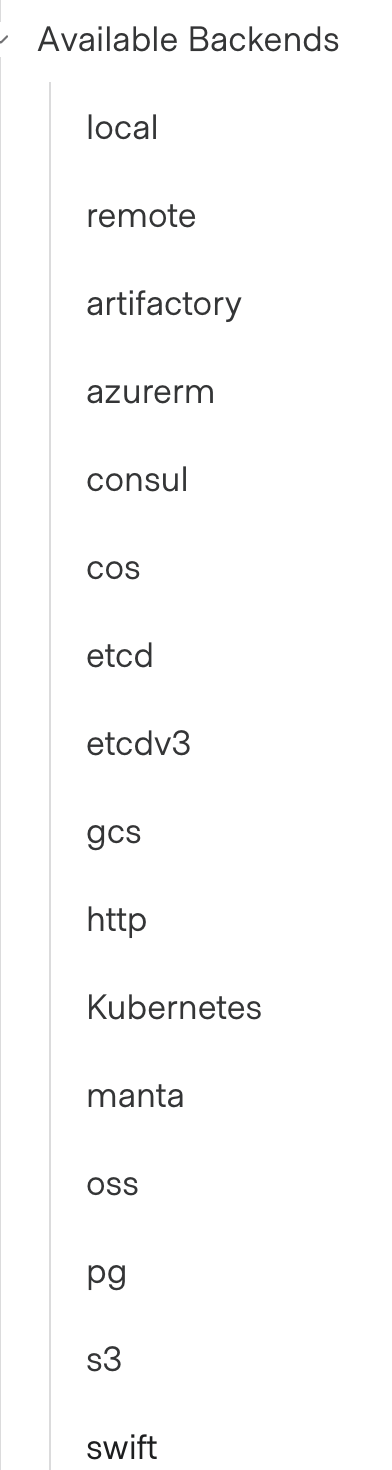 Available Backends
local
remote
artifactory
azurerm
consul
cos
etcd
etcdv3
gcs
http
Kubernetes
manta
oss
pg
s3
swift